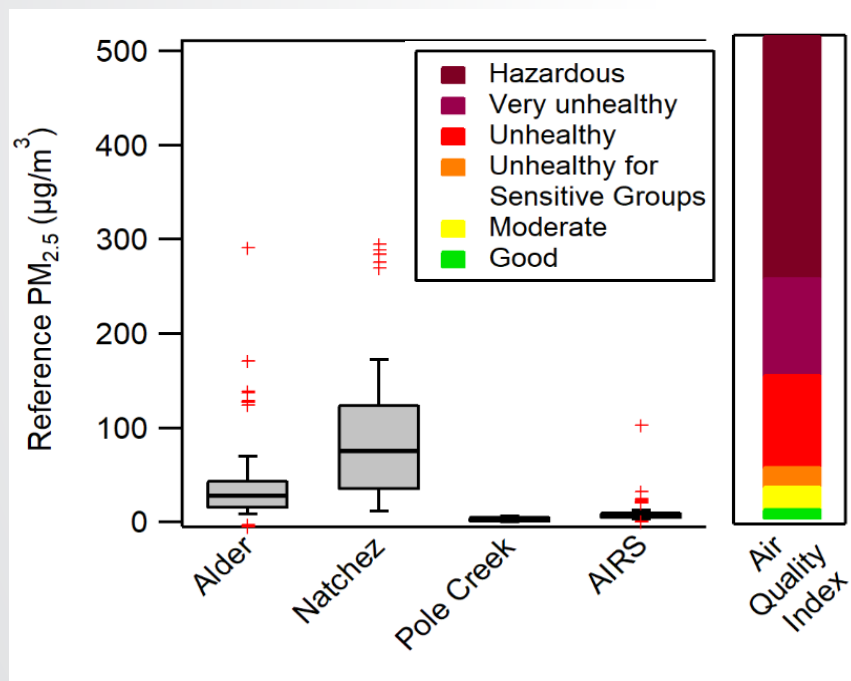 500
400
300
200
100
0
Reference PM2.5 (µg/m3)
Hazardous
Very unhealthy
Unhealthy
Unhealthy for
Sensitive Groups
Moderate
Good
Alder
Natchez
Pole Creek
AIRS
Air
Quality
Index